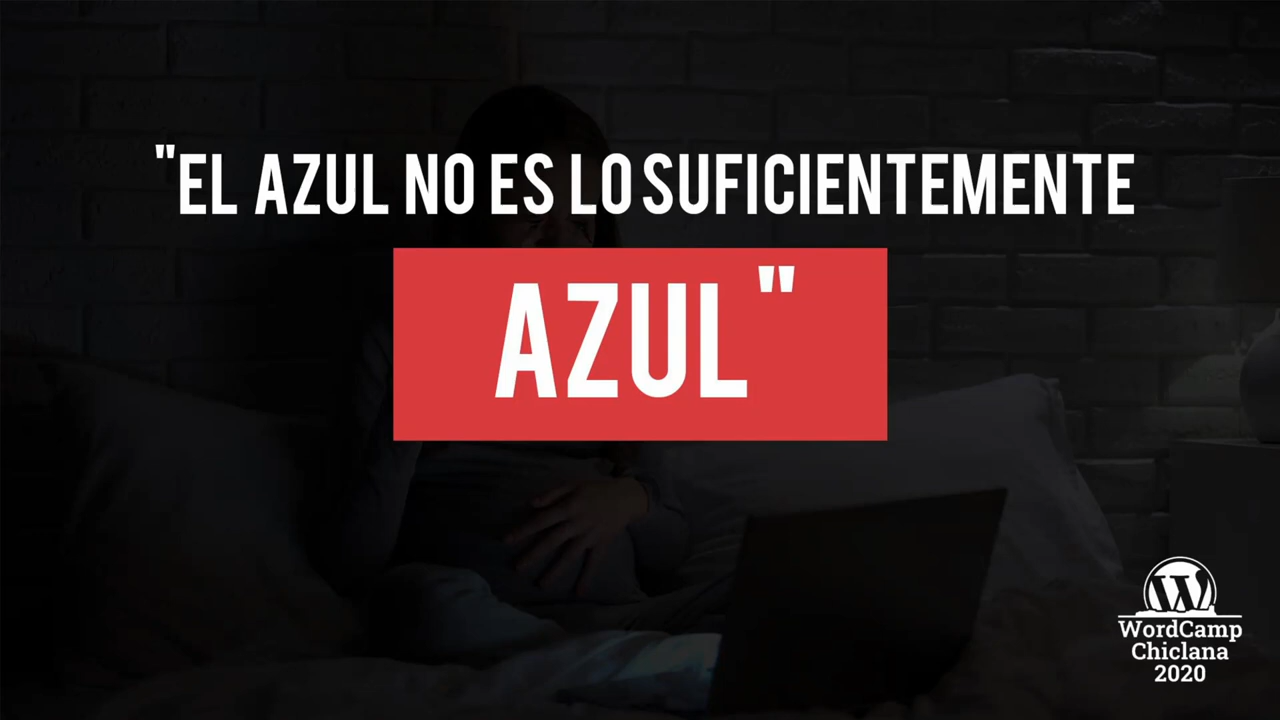 "EL AZUL NO ES LO SUFICIENTEMENTE
AZUL"
WordCamp
Chiclana
2020